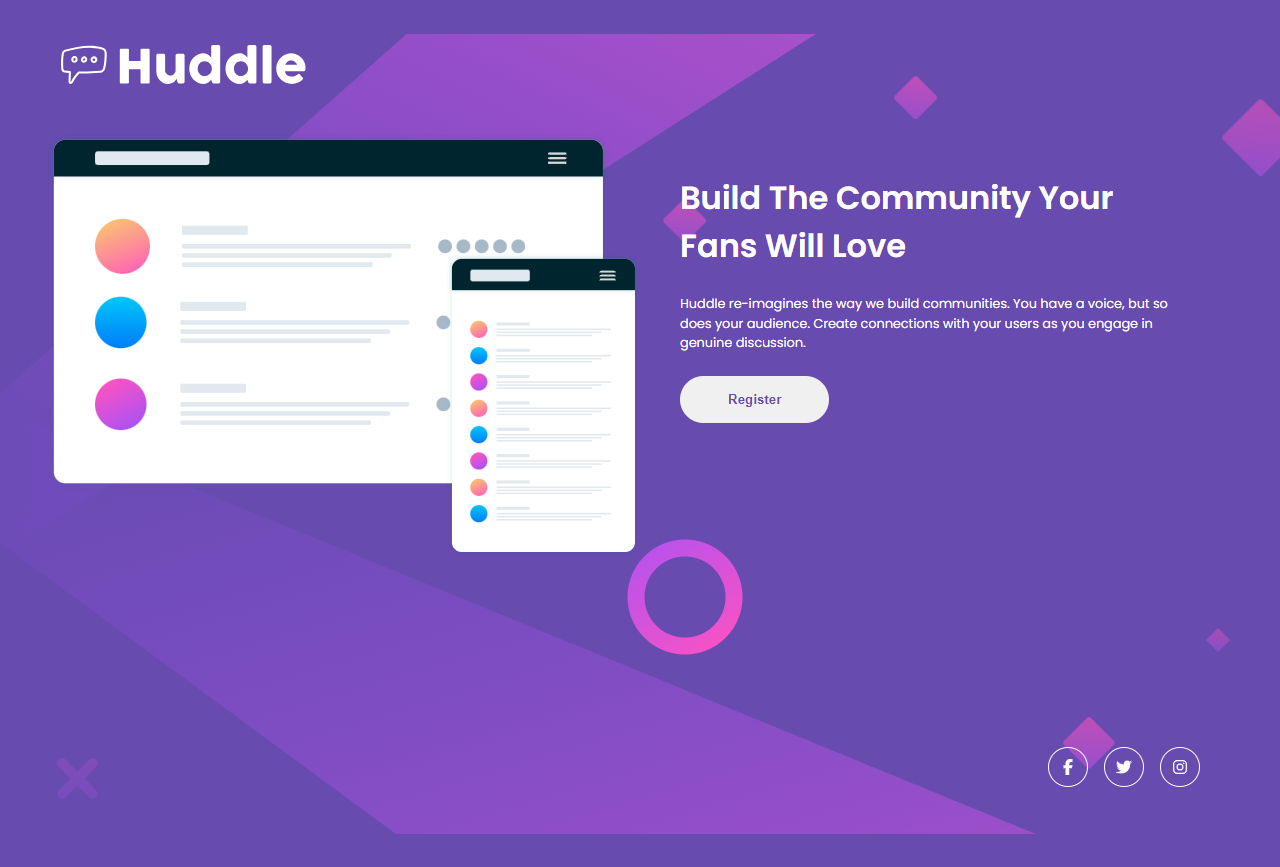 Huddle
Build The Community Your
Fans Will Love
Huddle re-imagines the way we build communities. You have a voice, but so
does your audience. Create connections with your users as you engage in
genuine discussion.
Register